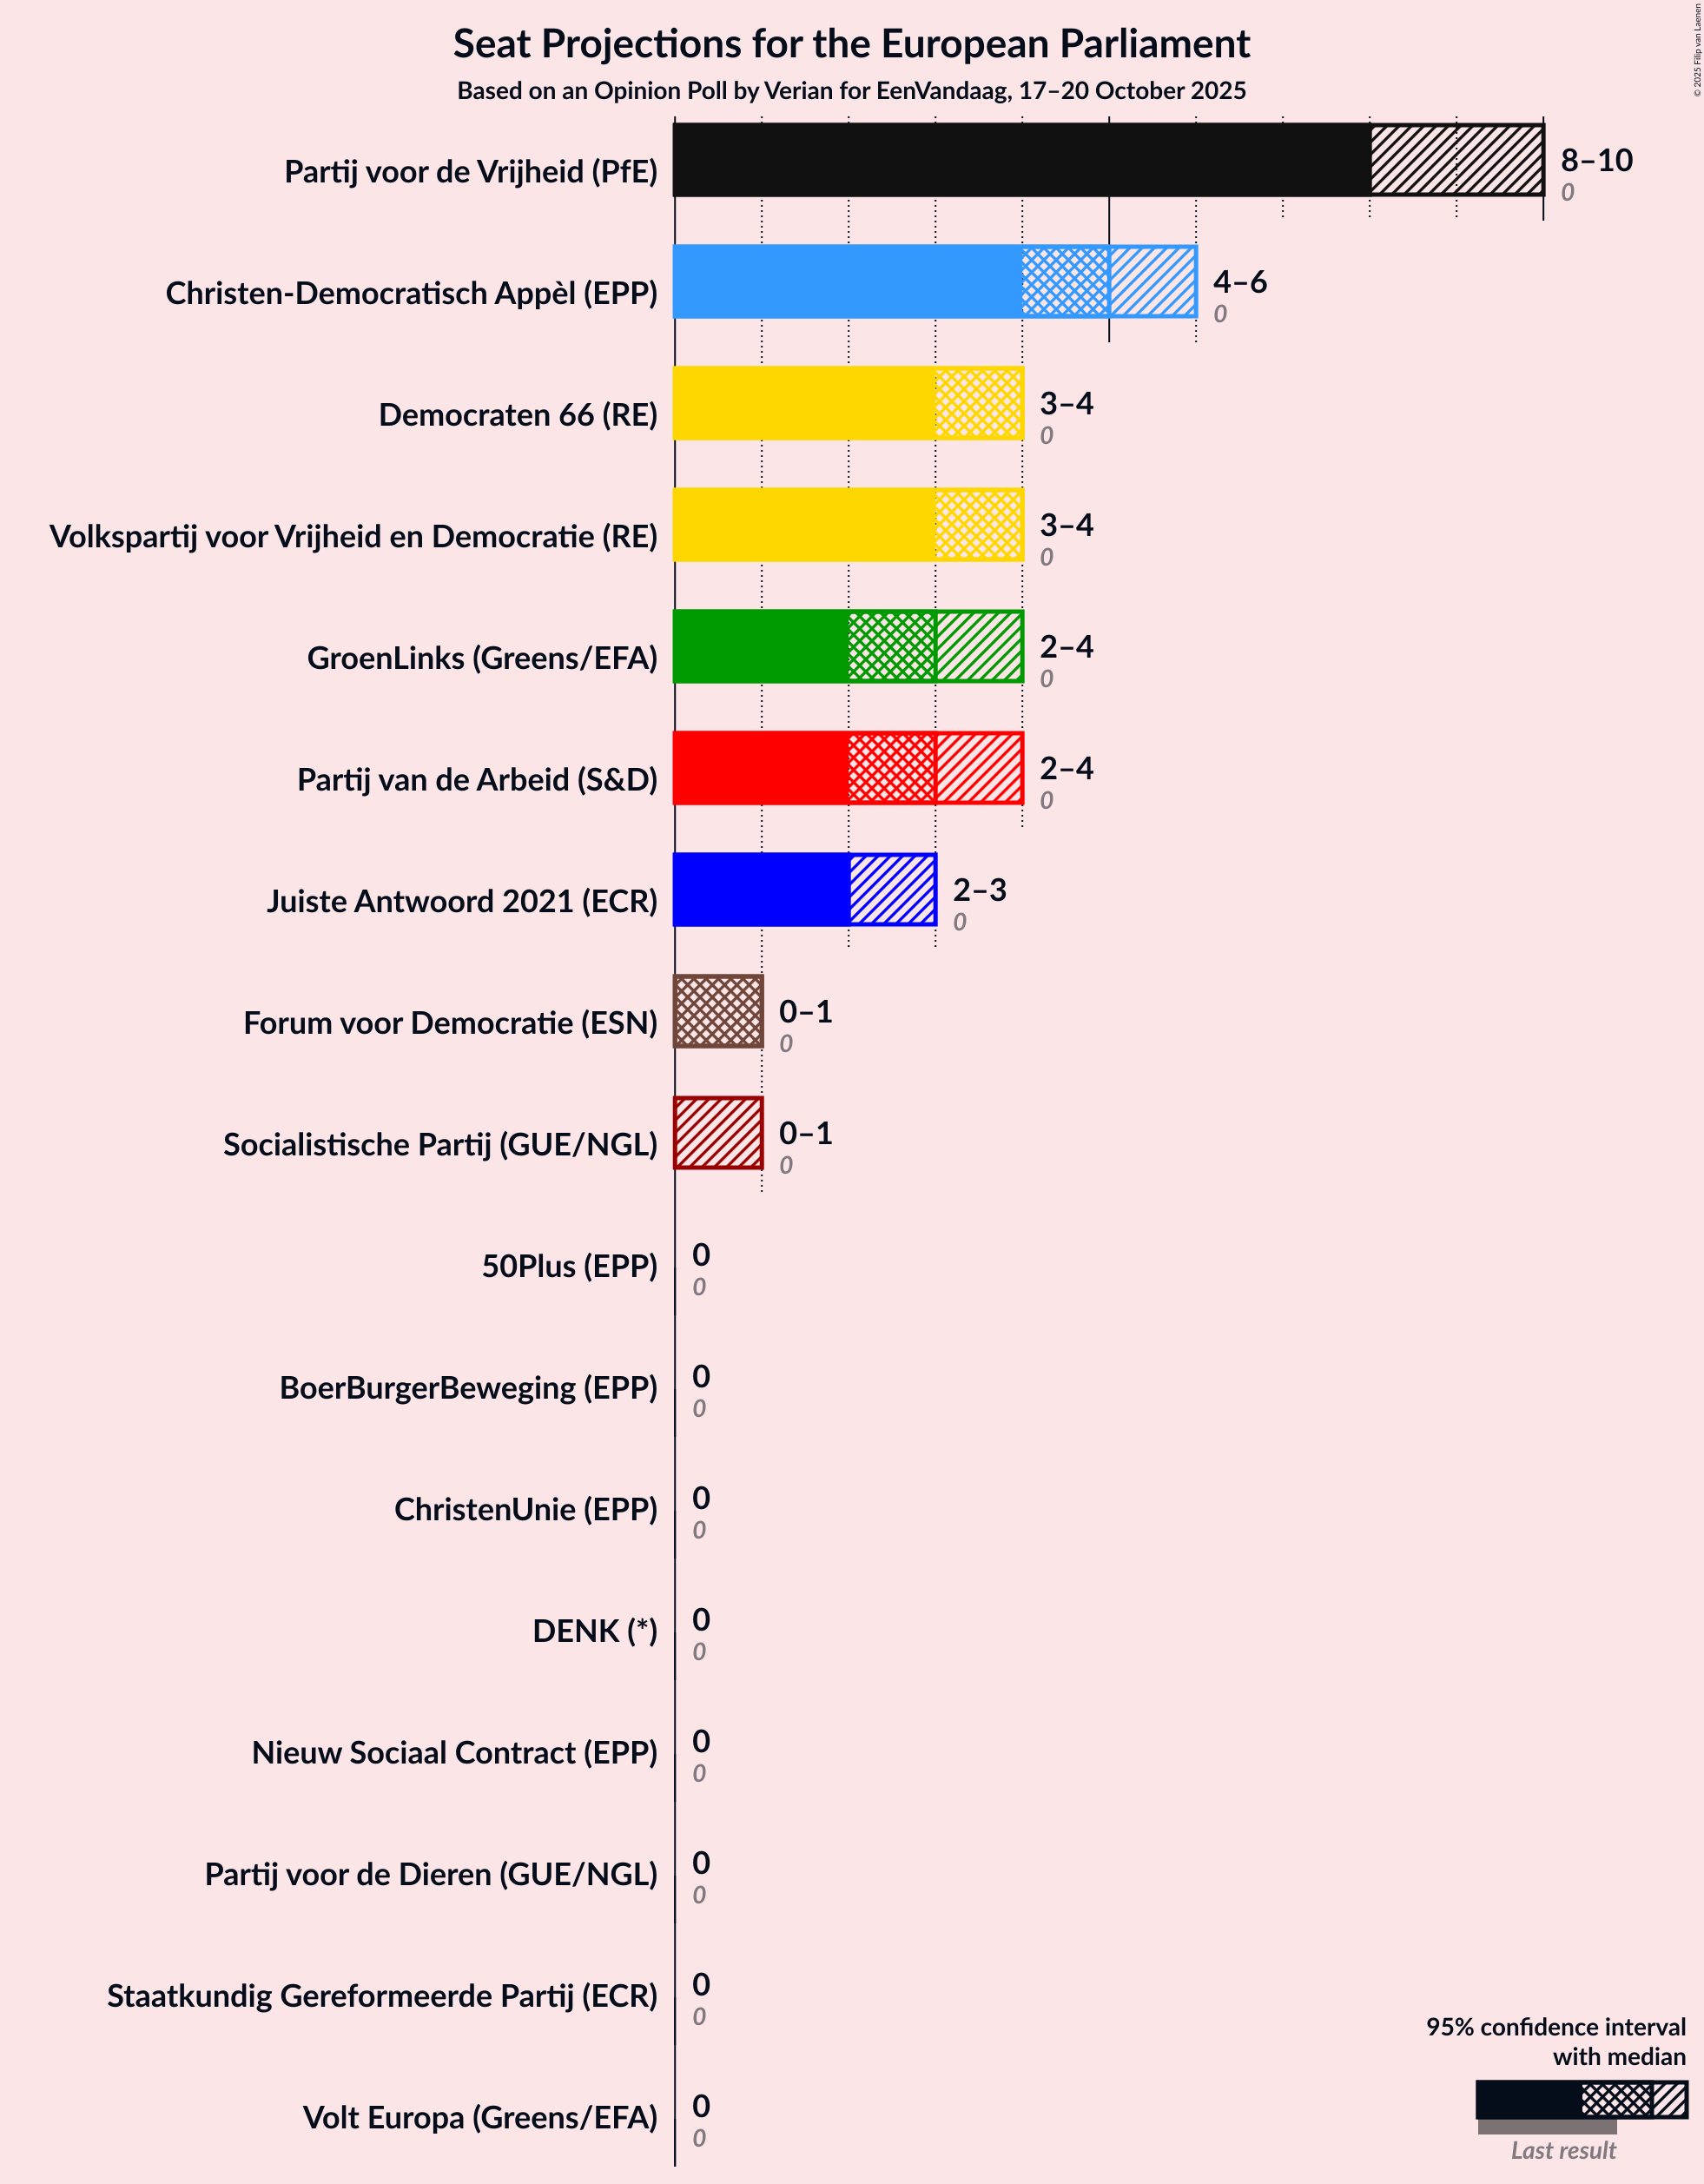 Seat Projections for the European Parliament
Based on an Opinion Poll by Verian for EenVandaag, 17–20 October 2025
© 2025 Filip van Laenen
Partij voor de Vrijheid (PfE)
8–10
0
Christen-Democratisch Appèl (EPP)
4–6
0
Democraten 66 (RE)
3–4
0
Volkspartij voor Vrijheid en Democratie (RE)
3–4
0
GroenLinks (Greens/EFA)
2–4
0
Partij van de Arbeid (S&D)
2–4
0
Juiste Antwoord 2021 (ECR)
2–3
0
Forum voor Democratie (ESN)
0–1
0
Socialistische Partij (GUE/NGL)
0–1
0
50Plus (EPP)
0
0
BoerBurgerBeweging (EPP)
0
0
ChristenUnie (EPP)
0
0
DENK (*)
0
0
Nieuw Sociaal Contract (EPP)
0
0
Partij voor de Dieren (GUE/NGL)
0
0
Staatkundig Gereformeerde Partij (ECR)
0
0
Volt Europa (Greens/EFA)
0
0
95% confidence interval
with median
Last result